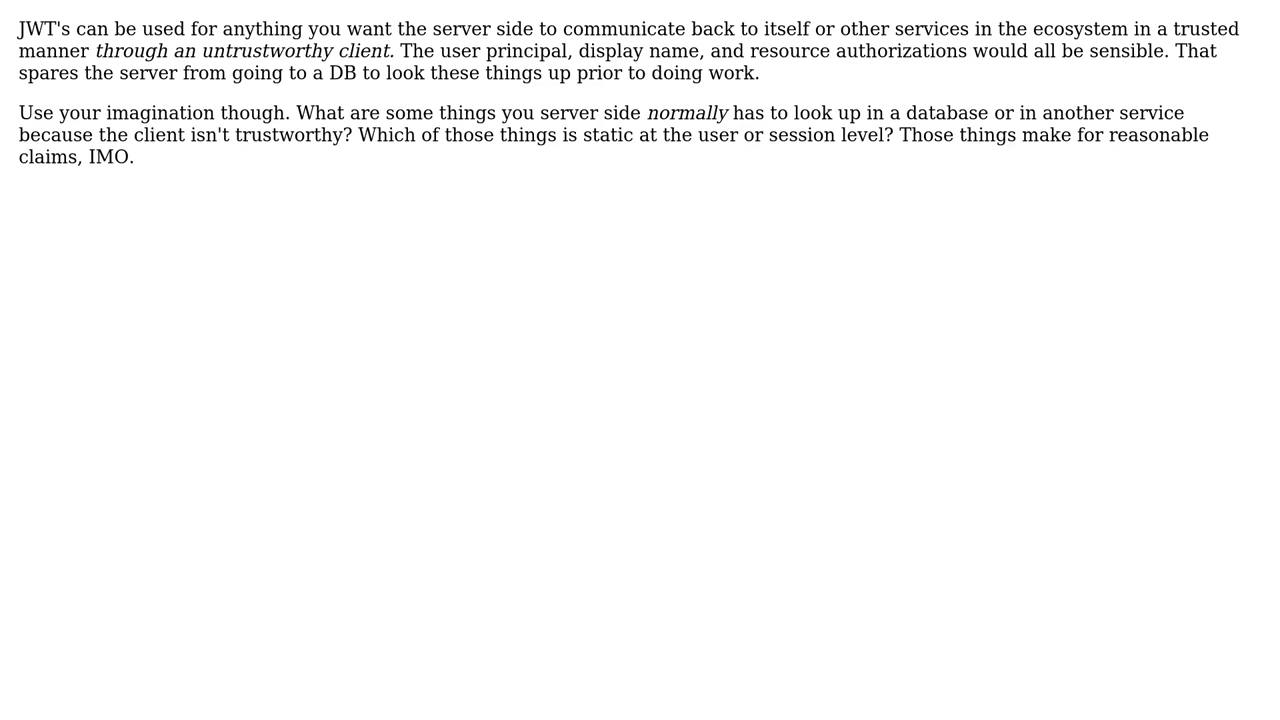 JWT's can be used for anything you want the server side to communicate back to itself or other services in the ecosystem in a trusted
manner through an untrustworthy client. The user principal, display name, and resource authorizations would all be sensible. That
spares the server from going to a DB to look these things up prior to doing work.
Use your imagination though. What are some things you server side normally has to look up in a database or in another service
because the client isn't trustworthy? Which of those things is static at the user or session level? Those things make for reasonable
claims, IMO.